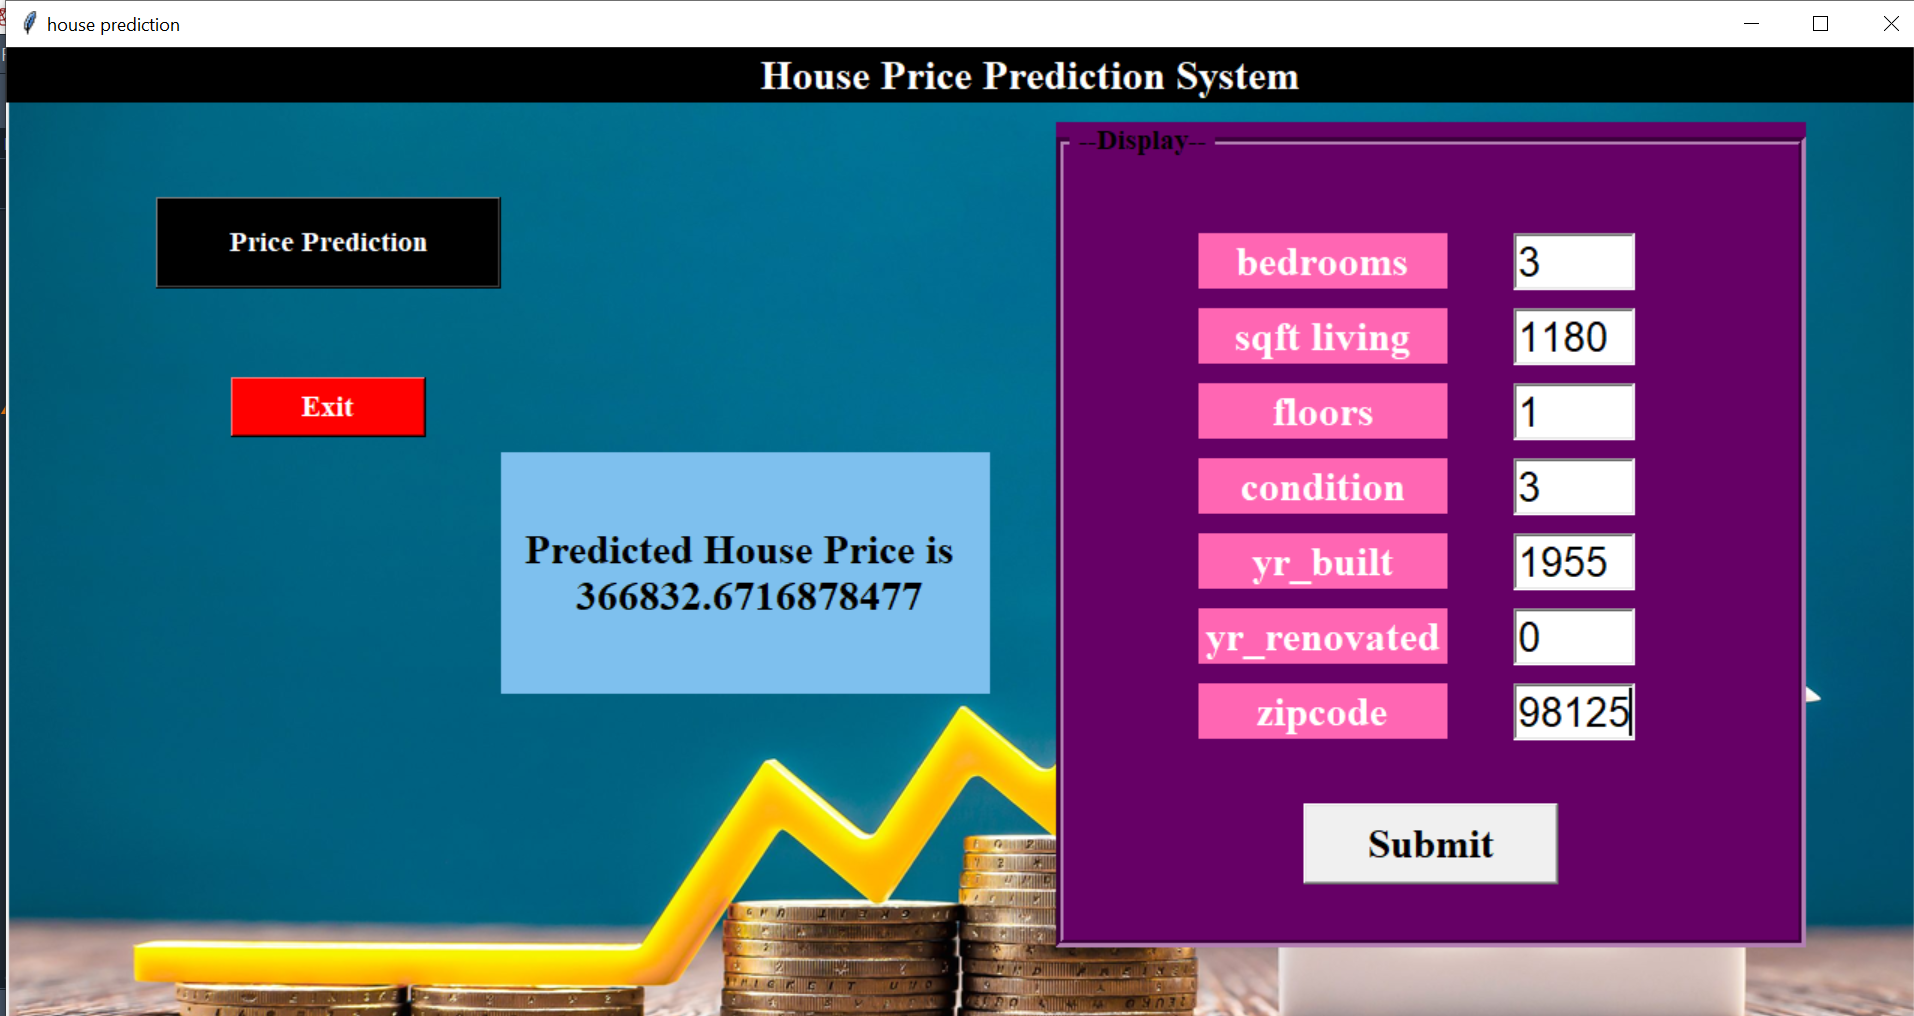 house prediction
House Price Prediction System
--Display--
Price Prediction
Exit
Predicted House Price is
366832.6716878477
bedrooms 3
sqft living 1180
floors 1
condition 3
yr_built 1955
yr_renovated 0
zipcode 98125
Submit